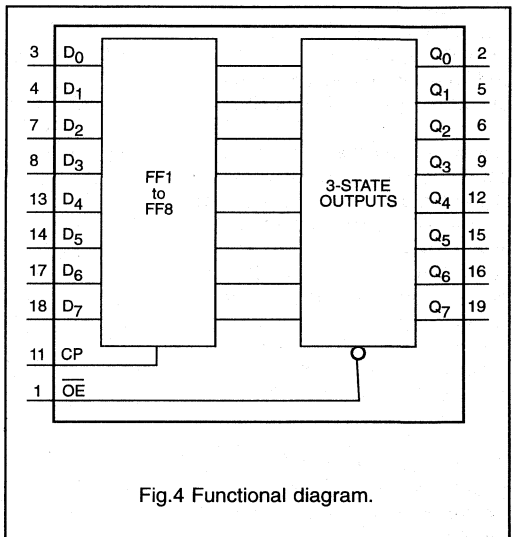 3 D0 Q0 2
4 D1 Q1 5
7 D2 Q2 6
8 D3 Q3 9
FF1
to
FF8
3-STATE
OUTPUTS
13 D4 Q4 12
14 D5 Q5 15
17 D6 Q6 16
18 D7 Q7 19
11 CP
1 OE
Fig.4 Functional diagram.